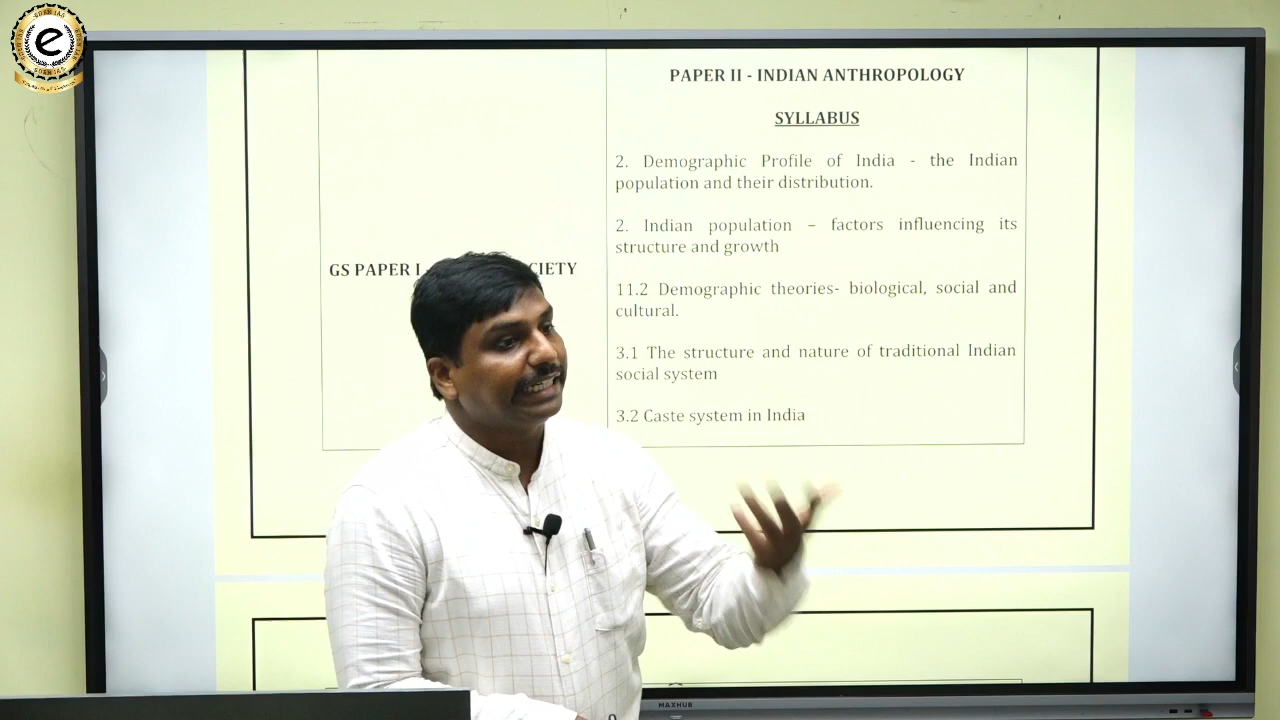 e
EDEN IAS
PAPER II - INDIAN ANTHROPOLOGY
SYLLABUS
2. Demographic Profile of India - the Indian
population and their distribution.
2. Indian population – factors influencing its
structure and growth
GS PAPER I
CIETY
11.2 Demographic theories- biological, social and
cultural.
3.1 The structure and nature of traditional Indian
social system
3.2 Caste system in India
MAXHUB